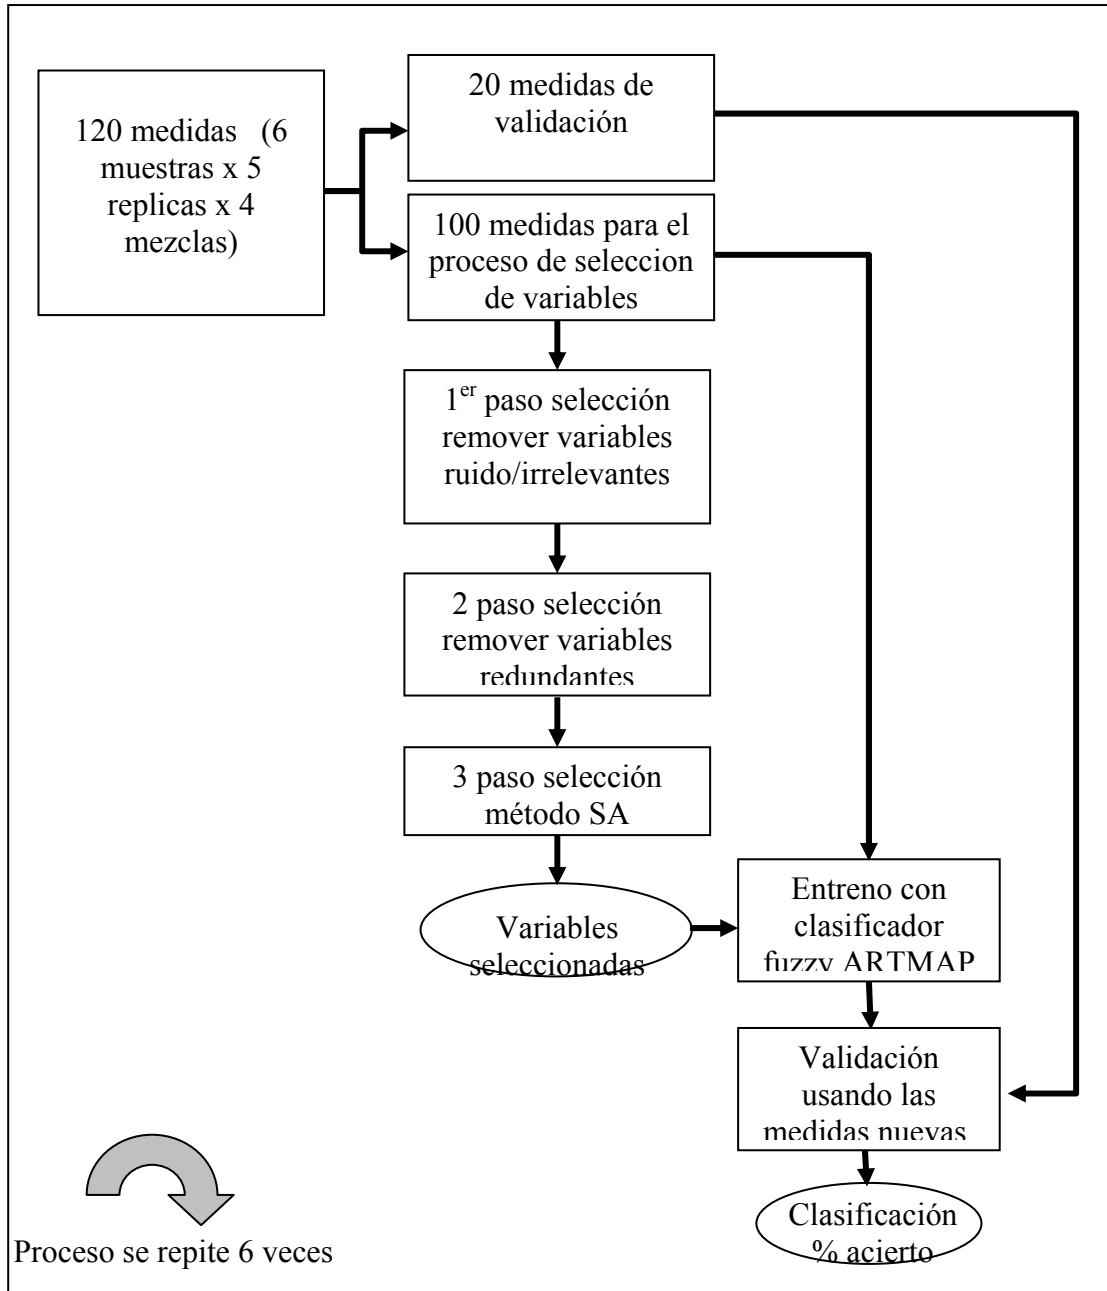 120 medidas (6
muestras x 5
replicas x 4
mezclas)
20 medidas de
validación
100 medidas para el
proceso de seleccion
de variables
1er paso selección
remover variables
ruido/irrelevantes
2 paso selección
remover variables
redundantes
3 paso selección
método SA
Variables
seleccionadas
Entreno con
clasificador
fuzzy ARTMAP
Validación
usando las
medidas nuevas
Clasificación
% acierto
Proceso se repite 6 veces